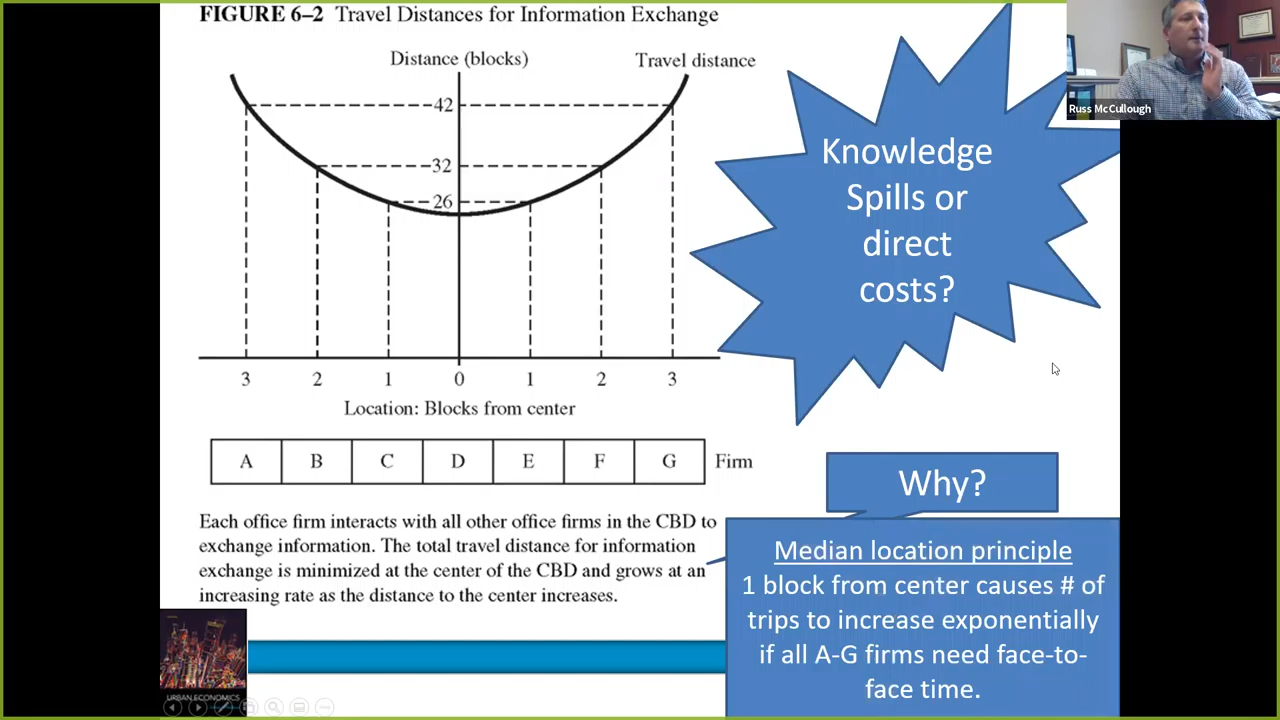 FIGURE 6–2 Travel Distances for Information Exchange
Distance (blocks)
Travel distance
42
32
26
3 2 1 0 1 2 3
Location: Blocks from center
A B C D E F G Firm
Each office firm interacts with all other office firms in the CBD to
exchange information. The total travel distance for information
exchange is minimized at the center of the CBD and grows at an
increasing rate as the distance to the center increases.
Knowledge
Spills or
direct
costs?
Why?
Median location principle
1 block from center causes # of
trips to increase exponentially
if all A-G firms need face-to-
face time.
Russ McCullough
URBAN ECONOMICS